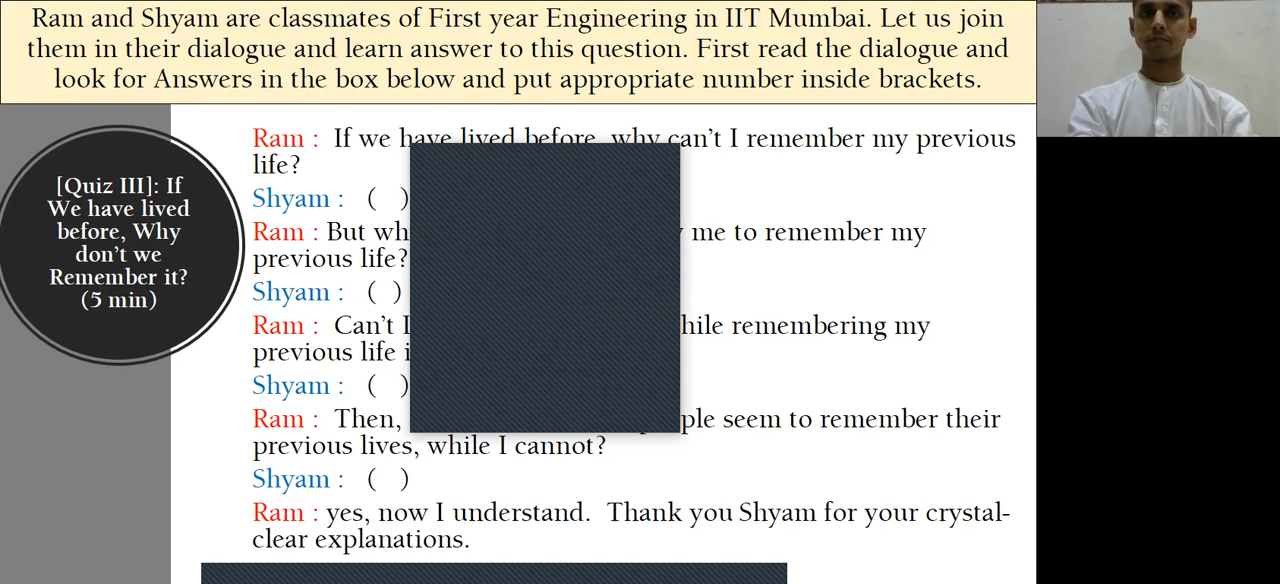 Ram and Shyam are classmates of First year Engineering in IIT Mumbai. Let us join
them in their dialogue and learn answer to this question. First read the dialogue and
look for Answers in the box below and put appropriate number inside brackets.
[Quiz III]: If
We have lived
before, Why
don't we
Remember it?
(5 min)
Ram : If we have lived before, why can't I remember my previous
life?
Shyam : ( )
Ram : But me to remember my
previous life?
Shyam : ( )
Ram : Can't I remembering my
previous life
Shyam : ( )
Ram : Then, seem to remember their
previous lives, while I cannot?
Shyam : ( )
Ram : yes, now I understand. Thank you Shyam for your crystal-
clear explanations.